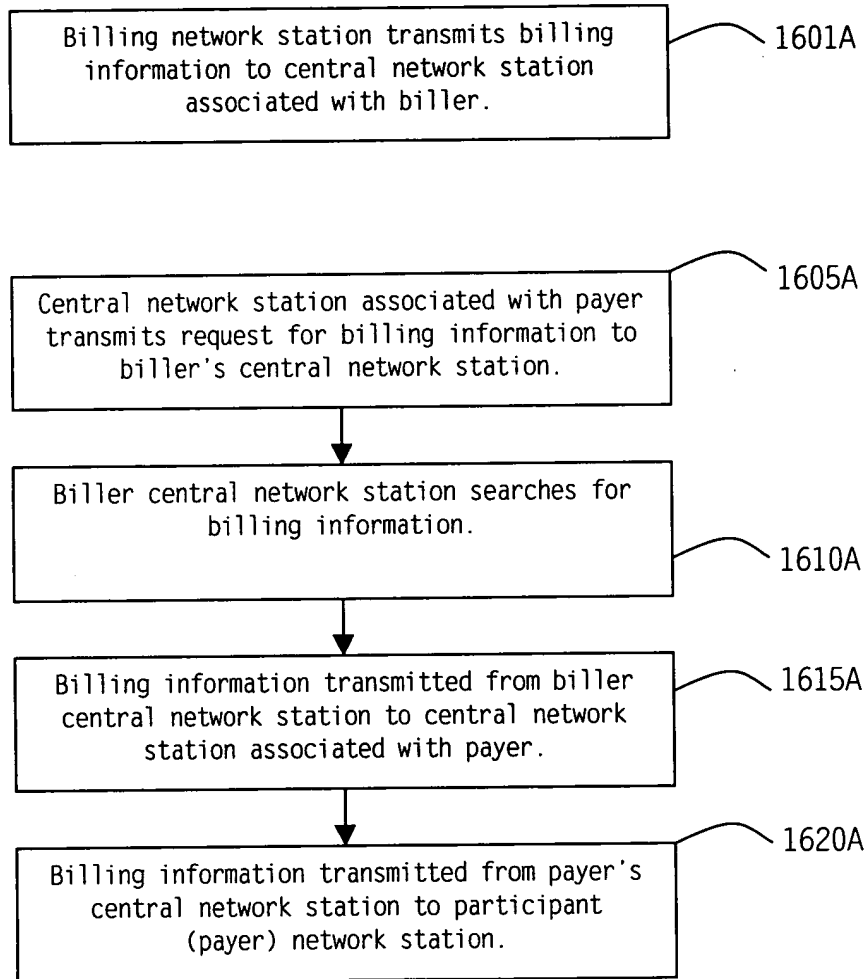 Billing network station transmits billing
information to central network station
associated with biller.
1601A
Central network station associated with payer
transmits request for billing information to
biller's central network station.
1605A
Biller central network station searches for
billing information.
1610A
Billing information transmitted from biller
central network station to central network
station associated with payer.
1615A
Billing information transmitted from payer's
central network station to participant
(payer) network station.
1620A